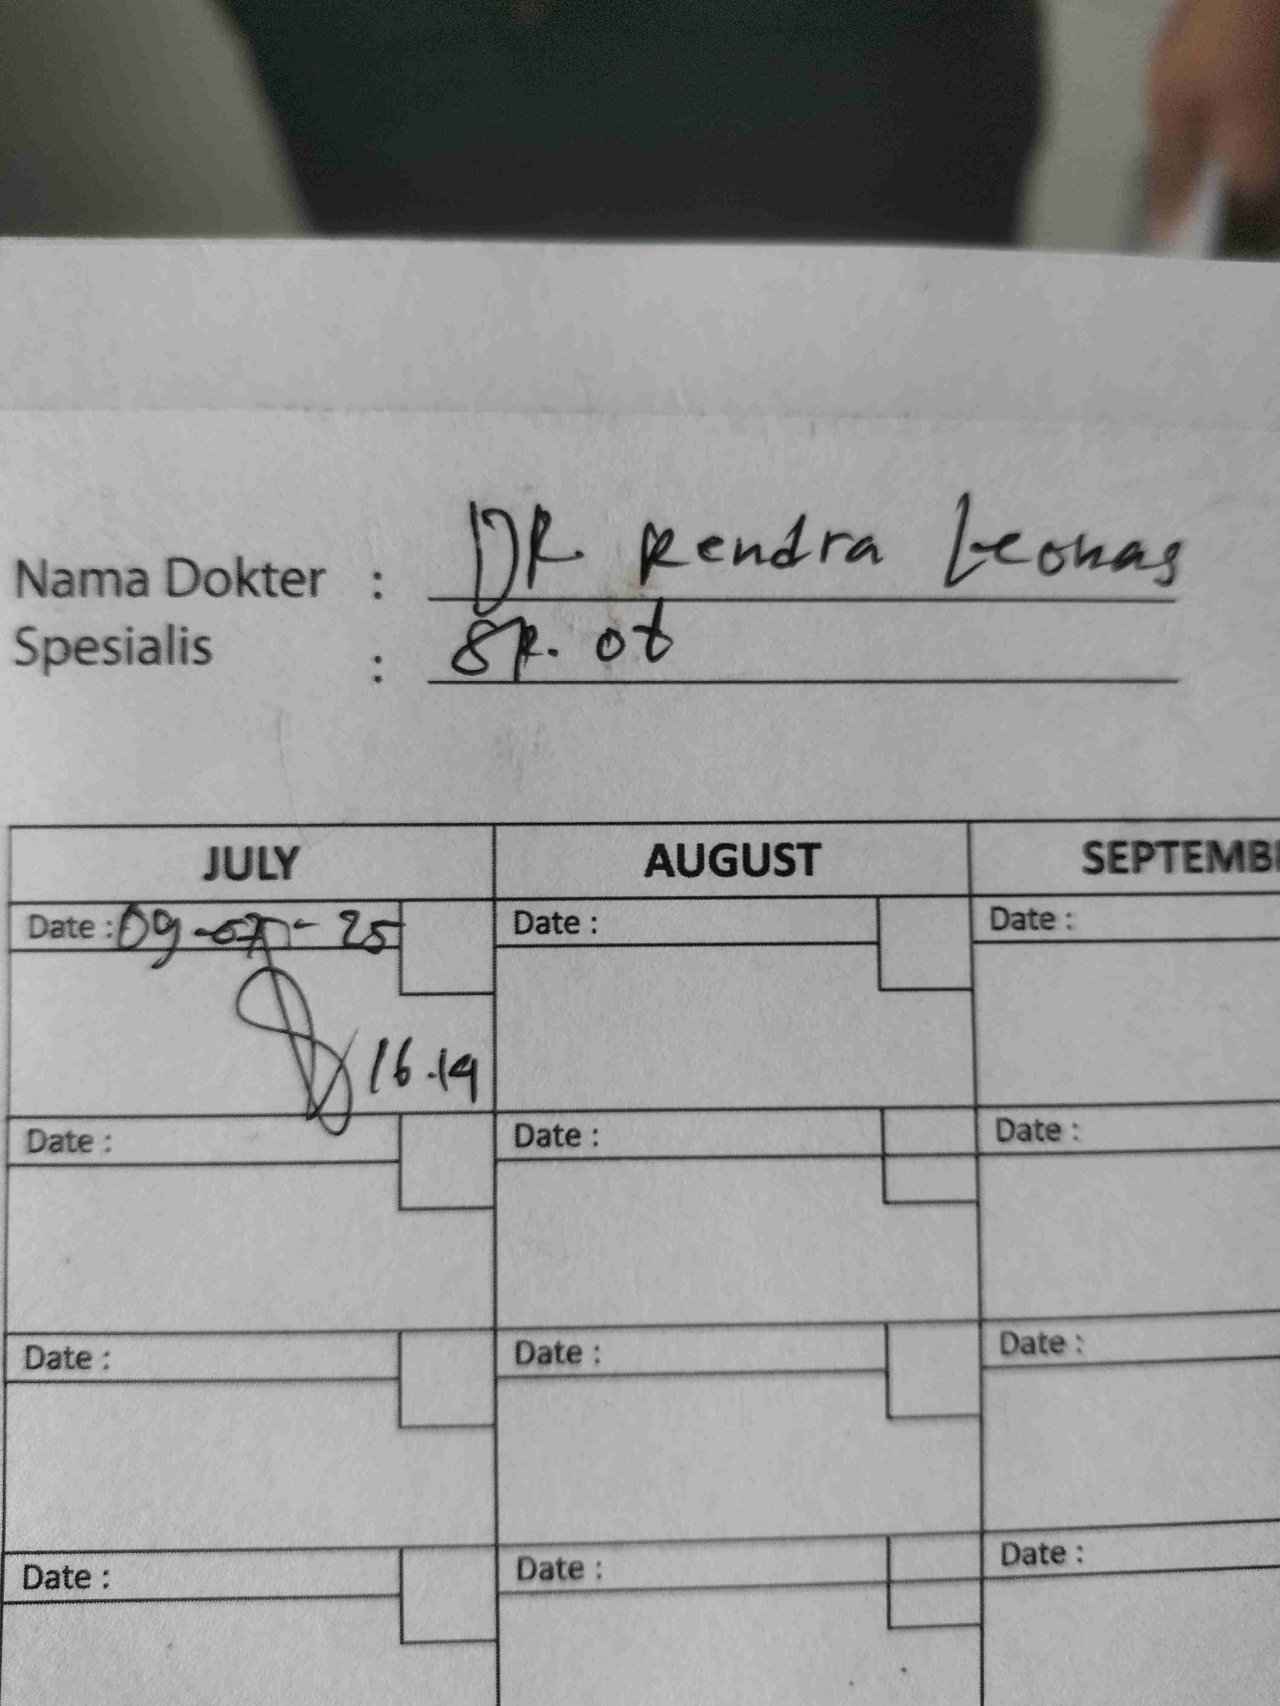 Nama Dokter : DR. Rendra Leonas
Spesialis : SP. OT
JULY AUGUST SEPTEMB
Date : 09-07-25 Date : Date :
16.19
Date : Date : Date :
Date : Date : Date :
Date : Date : Date :